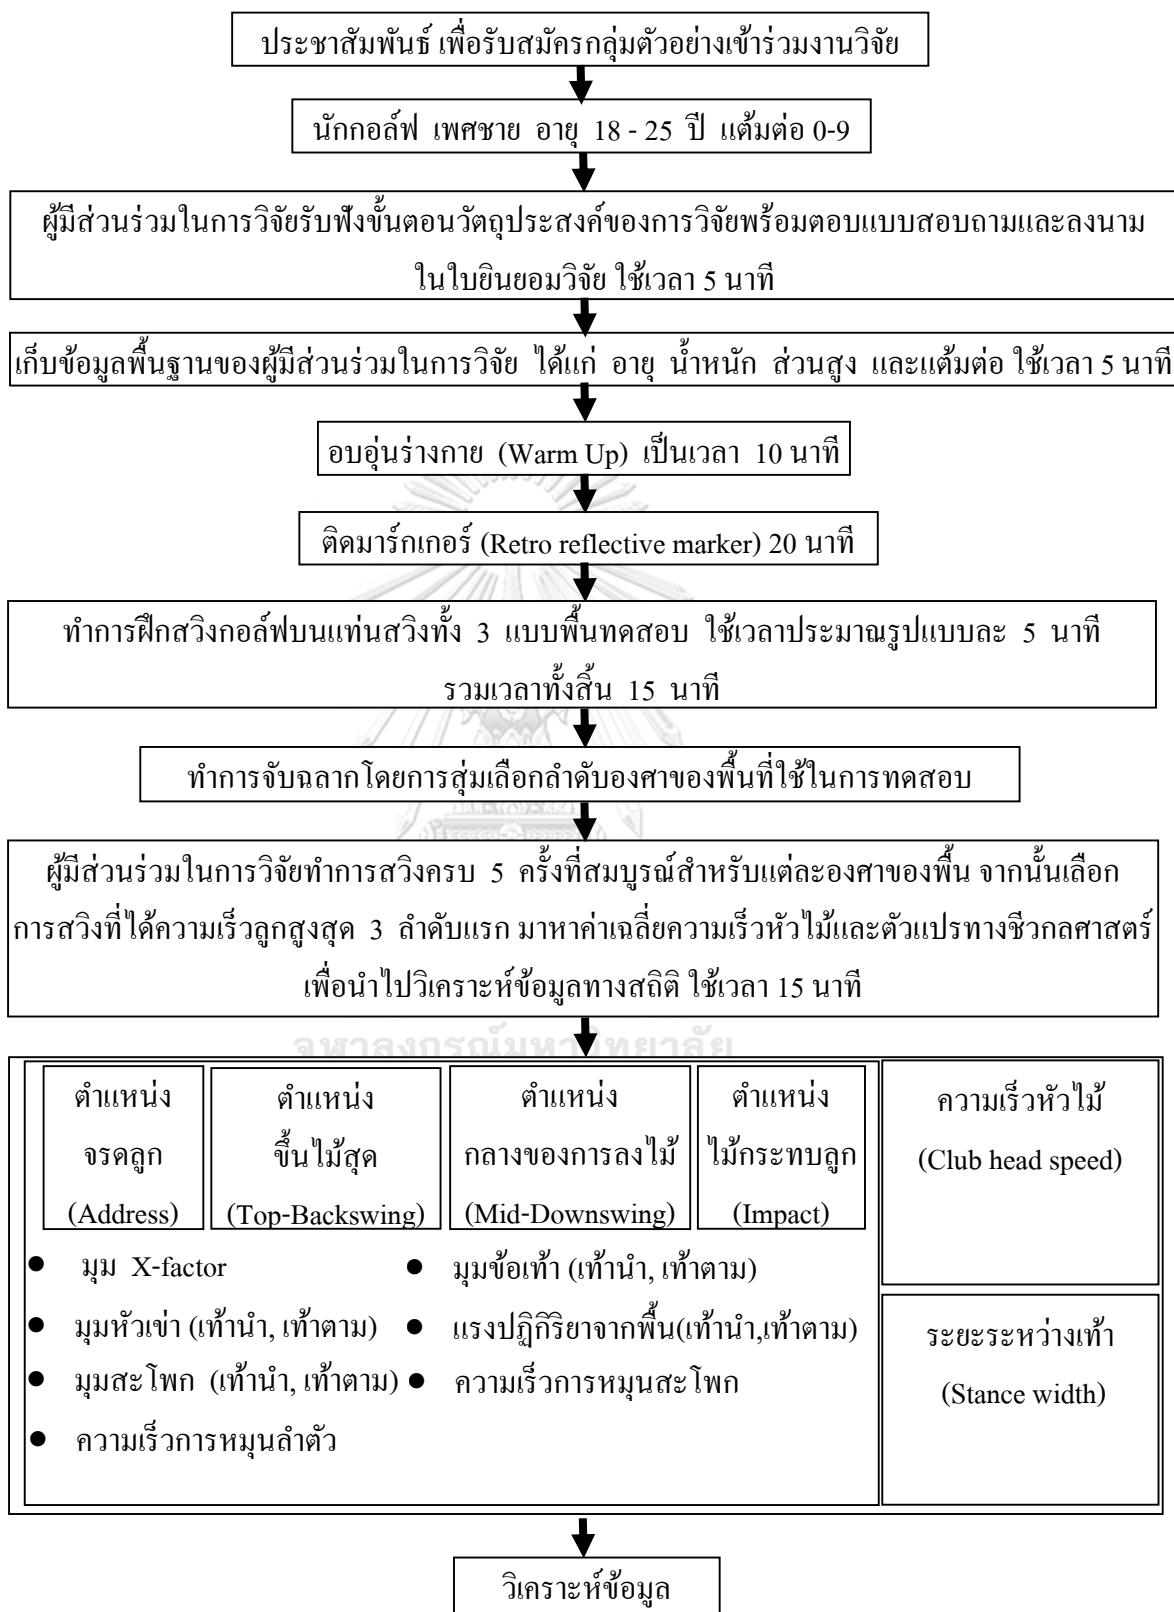 ประชาสัมพันธ์ เพื่อรับสมัครกลุ่มตัวอย่างเข้าร่วมงานวิจัย
นักกอล์ฟ เพศชาย อายุ 18 - 25 ปี แต้มต่อ 0-9
ผู้มีส่วนร่วมในการวิจัยรับฟังขั้นตอนวัตถุประสงค์ของการวิจัยพร้อมตอบแบบสอบถามและลงนาม
ในใบยินยอมวิจัย ใช้เวลา 5 นาที
เก็บข้อมูลพื้นฐานของผู้มีส่วนร่วมในการวิจัย ได้แก่ อายุ น้ำหนัก ส่วนสูง และแต้มต่อ ใช้เวลา 5 นาที
อบอุ่นร่างกาย (Warm Up) เป็นเวลา 10 นาที
ติดมาร์กเกอร์ (Retro reflective marker) 20 นาที
ทำการฝึกสวิงกอล์ฟบนแท่นสวิงทั้ง 3 แบบพื้นทดสอบ ใช้เวลาประมาณรูปแบบละ 5 นาที
รวมเวลาทั้งสิ้น 15 นาที
ทำการจับฉลากโดยการสุ่มเลือกลำดับองศาของพื้นที่ใช้ในการทดสอบ
ผู้มีส่วนร่วมในการวิจัยทำการสวิงครบ 5 ครั้งที่สมบูรณ์สำหรับแต่ละองศาของพื้น จากนั้นเลือก
การสวิงที่ได้ความเร็วลูกสูงสุด 3 ลำดับแรก มาหาค่าเฉลี่ยความเร็วหัวไม้และตัวแปรทางชีวกลศาสตร์
เพื่อนำไปวิเคราะห์ข้อมูลทางสถิติ ใช้เวลา 15 นาที
จุฬาลงกรณ์มหาวิทยาลัย
ตำแหน่ง
จรดลูก
(Address)
ตำแหน่ง
ขึ้นไม้สุด
(Top-Backswing)
ตำแหน่ง
กลางของการลงไม้
(Mid-Downswing)
ตำแหน่ง
ไม้กระทบลูก
(Impact)
ความเร็วหัวไม้
(Club head speed)
● มุม X-factor
● มุมหัวเข่า (เท้านำ, เท้าตาม)
● มุมสะโพก (เท้านำ, เท้าตาม)
● ความเร็วการหมุนลำตัว
● มุมข้อเท้า (เท้านำ, เท้าตาม)
● แรงปฏิกิริยาจากพื้น(เท้านำ,เท้าตาม)
● ความเร็วการหมุนสะโพก
ระยะระหว่างเท้า
(Stance width)
วิเคราะห์ข้อมูล